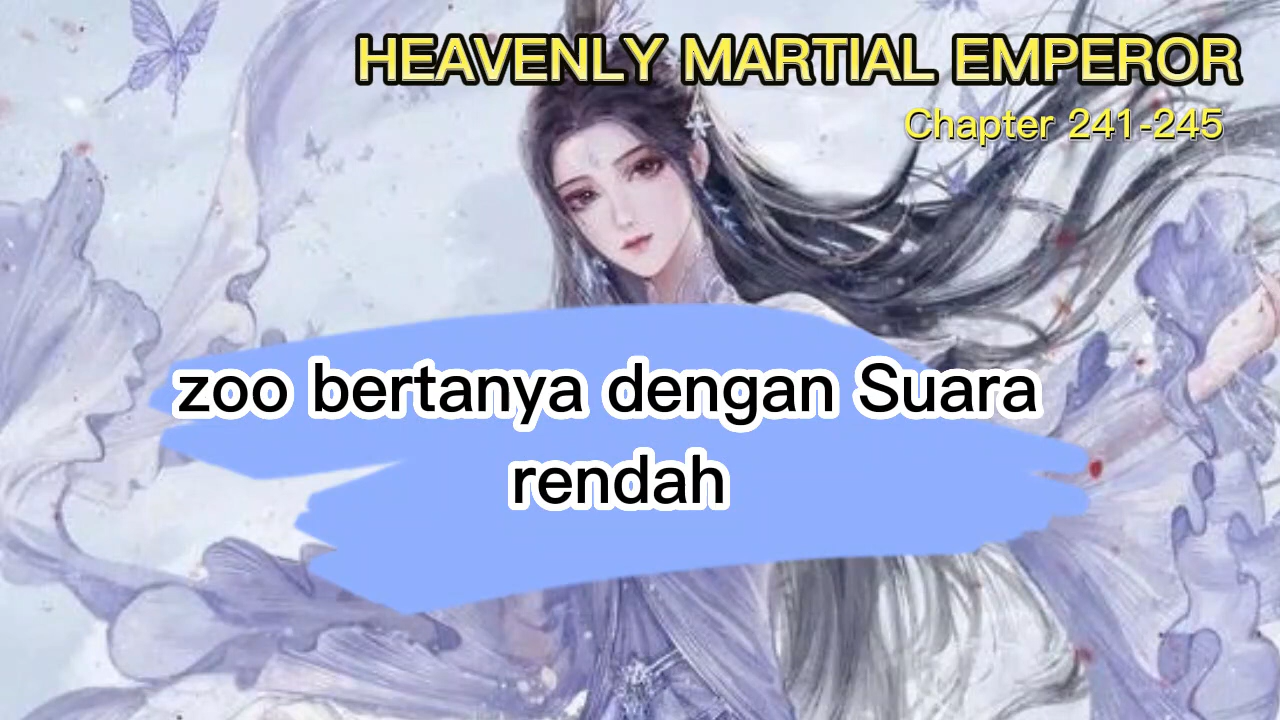 HEAVENLY MARTIAL EMPEROR
Chapter 241-245
zoo bertanya dengan Suara
rendah